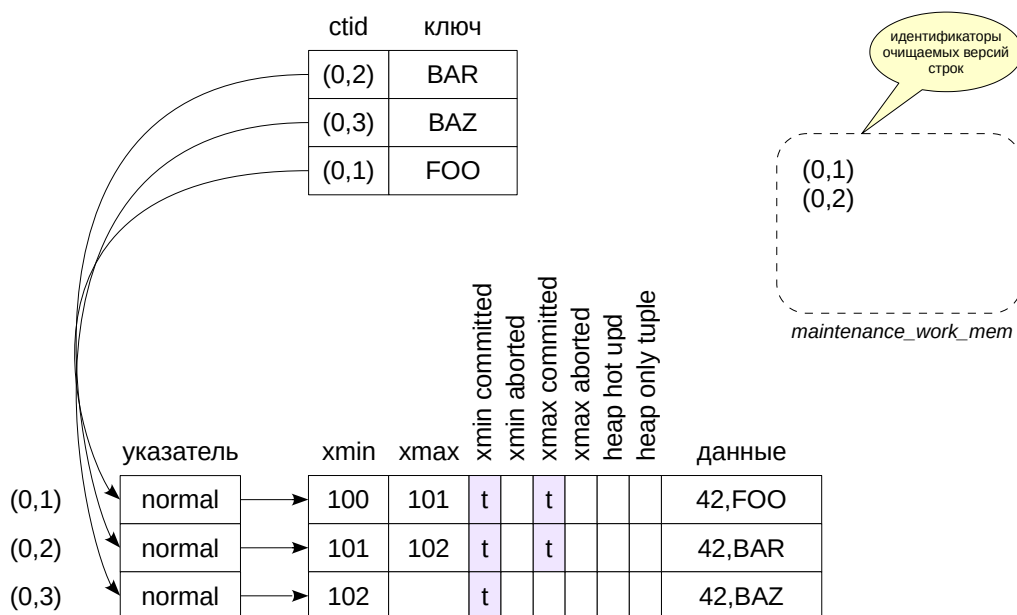 ctid ключ
(0,2) BAR
(0,3) BAZ
(0,1) FOO
идентификаторы
очищаемых версий
строк
(0,1)
(0,2)
maintenance_work_mem
указатель xmin xmax xmin committed xmin aborted xmax committed xmax aborted heap hot upd heap only tuple данные
(0,1) normal 100 101 t t 42,FOO
(0,2) normal 101 102 t t 42,BAR
(0,3) normal 102 t 42,BAZ